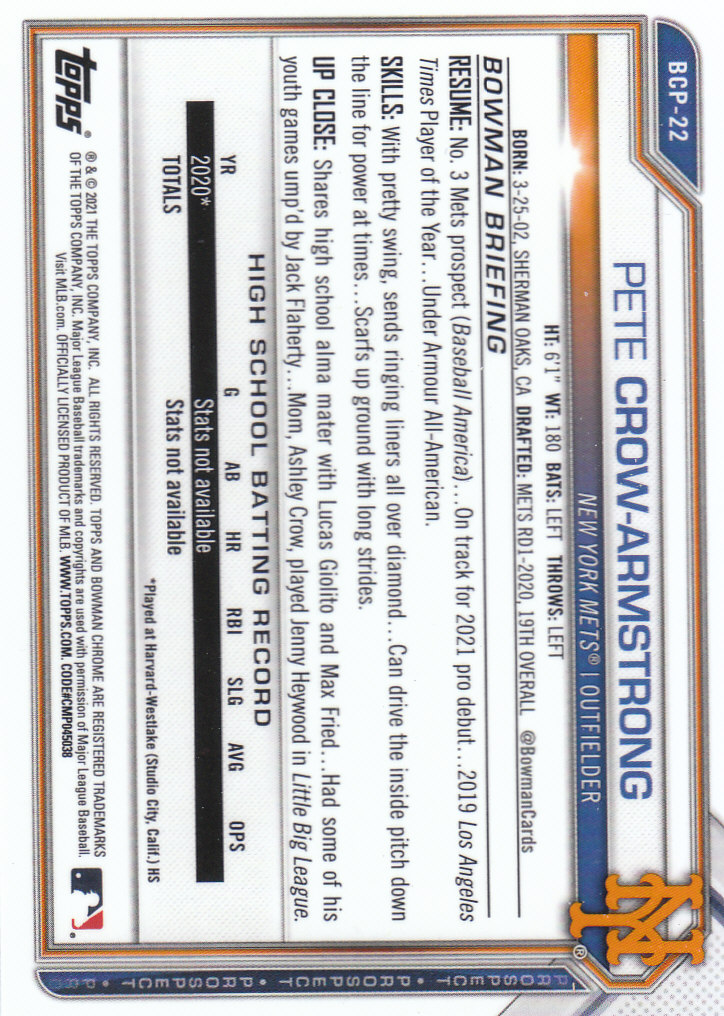 BCP-22
PETE CROW-ARMSTRONG
NEW YORK METS® | OUTFIELDER
NY
®
HT: 6'1" WT: 180 BATS: LEFT THROWS: LEFT
BORN: 3-25-02, SHERMAN OAKS, CA DRAFTED: METS RD1-2020, 19TH OVERALL @BowmanCards
BOWMAN BRIEFING
RESUME: No. 3 Mets prospect (Baseball America)...On track for 2021 pro debut...2019 Los Angeles
Times Player of the Year...Under Armour All-American.
SKILLS: With pretty swing, sends ringing liners all over diamond...Can drive the inside pitch down
the line for power at times...Scarfs up ground with long strides.
UP CLOSE: Shares high school alma mater with Lucas Giolito and Max Fried...Had some of his
youth games ump'd by Jack Flaherty...Mom, Ashley Crow, played Jenny Heywood in Little Big League.
HIGH SCHOOL BATTING RECORD
YR G AB HR RBI SLG AVG OPS
2020* Stats not available
TOTALS Stats not available
*Played at Harvard-Westlake (Studio City, Calif.) HS
topps®
® & © 2021 THE TOPPS COMPANY, INC. ALL RIGHTS RESERVED. TOPPS AND BOWMAN CHROME ARE REGISTERED TRADEMARKS
OF THE TOPPS COMPANY, INC. Major League Baseball trademarks and copyrights are used with permission of Major League Baseball.
Visit MLB.com. OFFICIALLY LICENSED PRODUCT OF MLB. WWW.TOPPS.COM. CODE#CMP045038
®
PROSPECT • PROSPECT • PROSPECT • PR